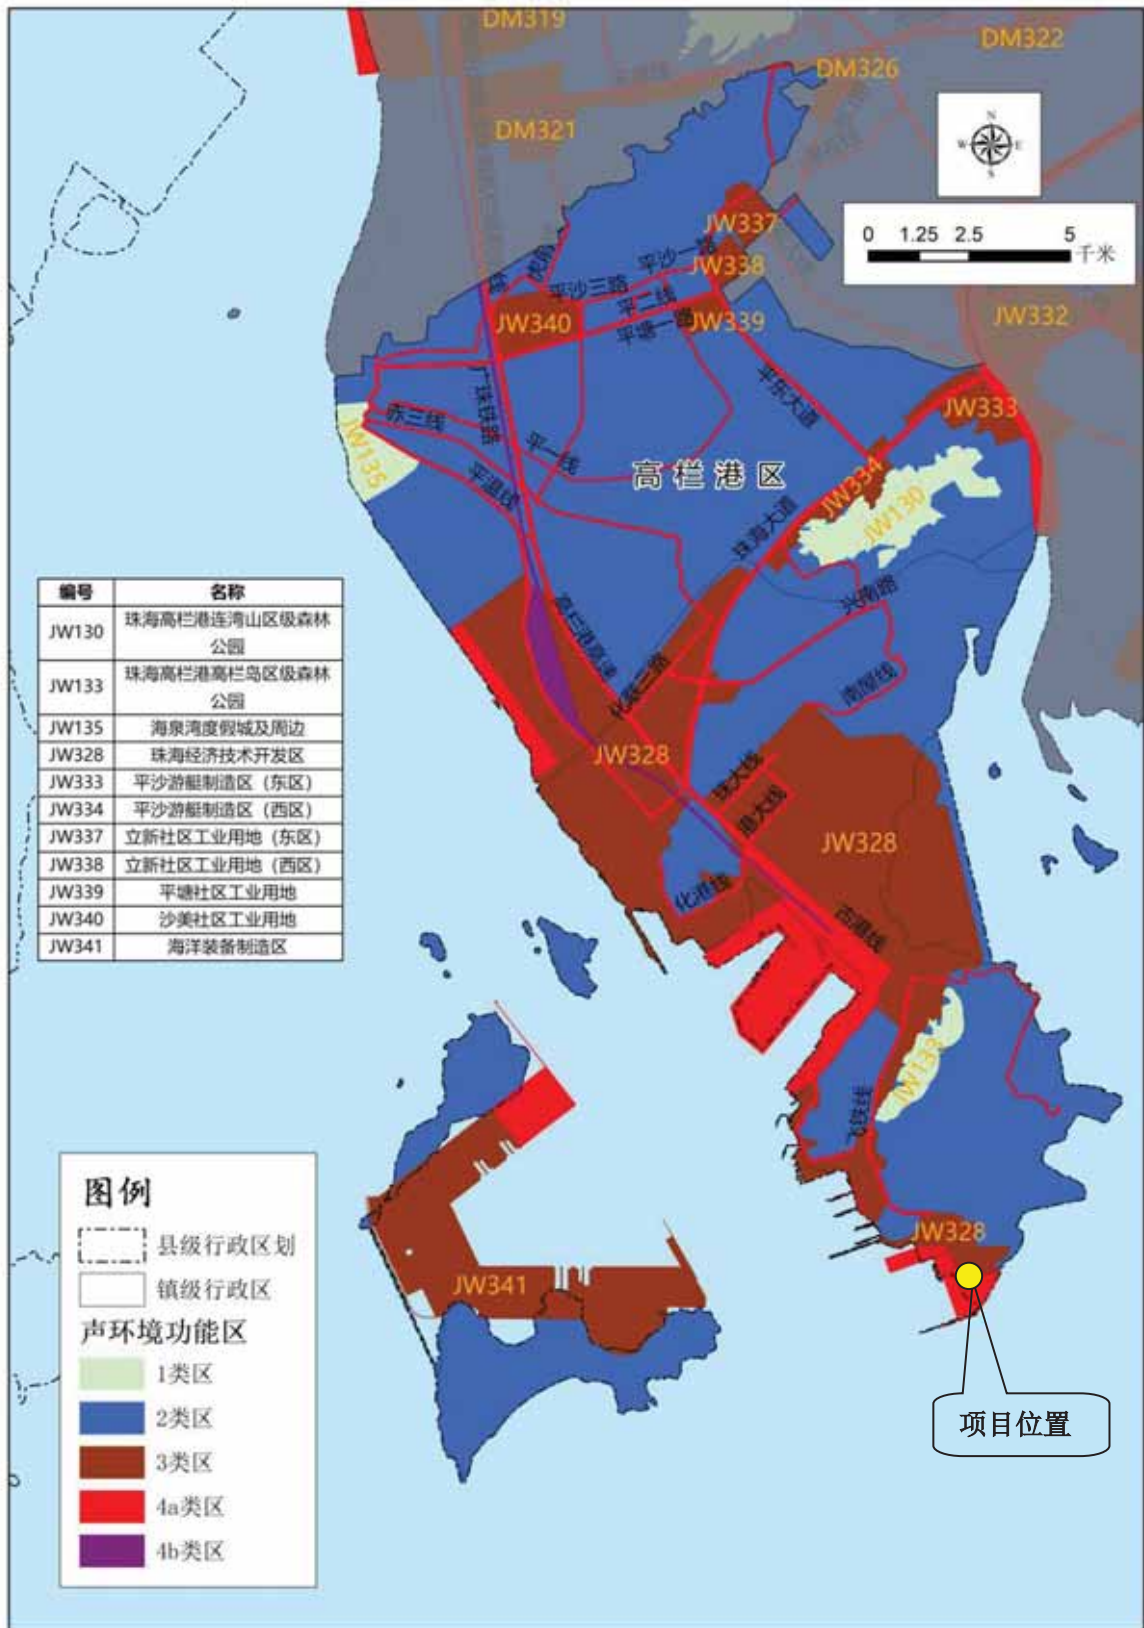 DM319
DM322
DM326
DM321
N
W
E
S
JW337
0 1.25 2.5 5
千米
平沙一路
JW338
平沙三路
平二线
JW340
JW339
平塘一路
JW332
广珠铁路
平东大道
JW333
赤三线
JW135
平一线
高栏港区
平港线
JW334
JW130
珠海大道
兴南路
编号 名称
JW130 珠海高栏港连湾山区级森林
公园
JW133 珠海高栏港高栏岛区级森林
公园
JW135 海泉湾度假城及周边
JW328 珠海经济技术开发区
JW333 平沙游艇制造区（东区）
JW334 平沙游艇制造区（西区）
JW337 立新社区工业用地（东区）
JW338 立新社区工业用地（西区）
JW339 平塘社区工业用地
JW340 沙美社区工业用地
JW341 海洋装备制造区
高栏港高速
化联三路
JW328
珠大线
港大线
JW328
化港线
JW133
飞铁线
JW328
JW341
项目位置
图例
县级行政区划
镇级行政区
声环境功能区
1类区
2类区
3类区
4a类区
4b类区